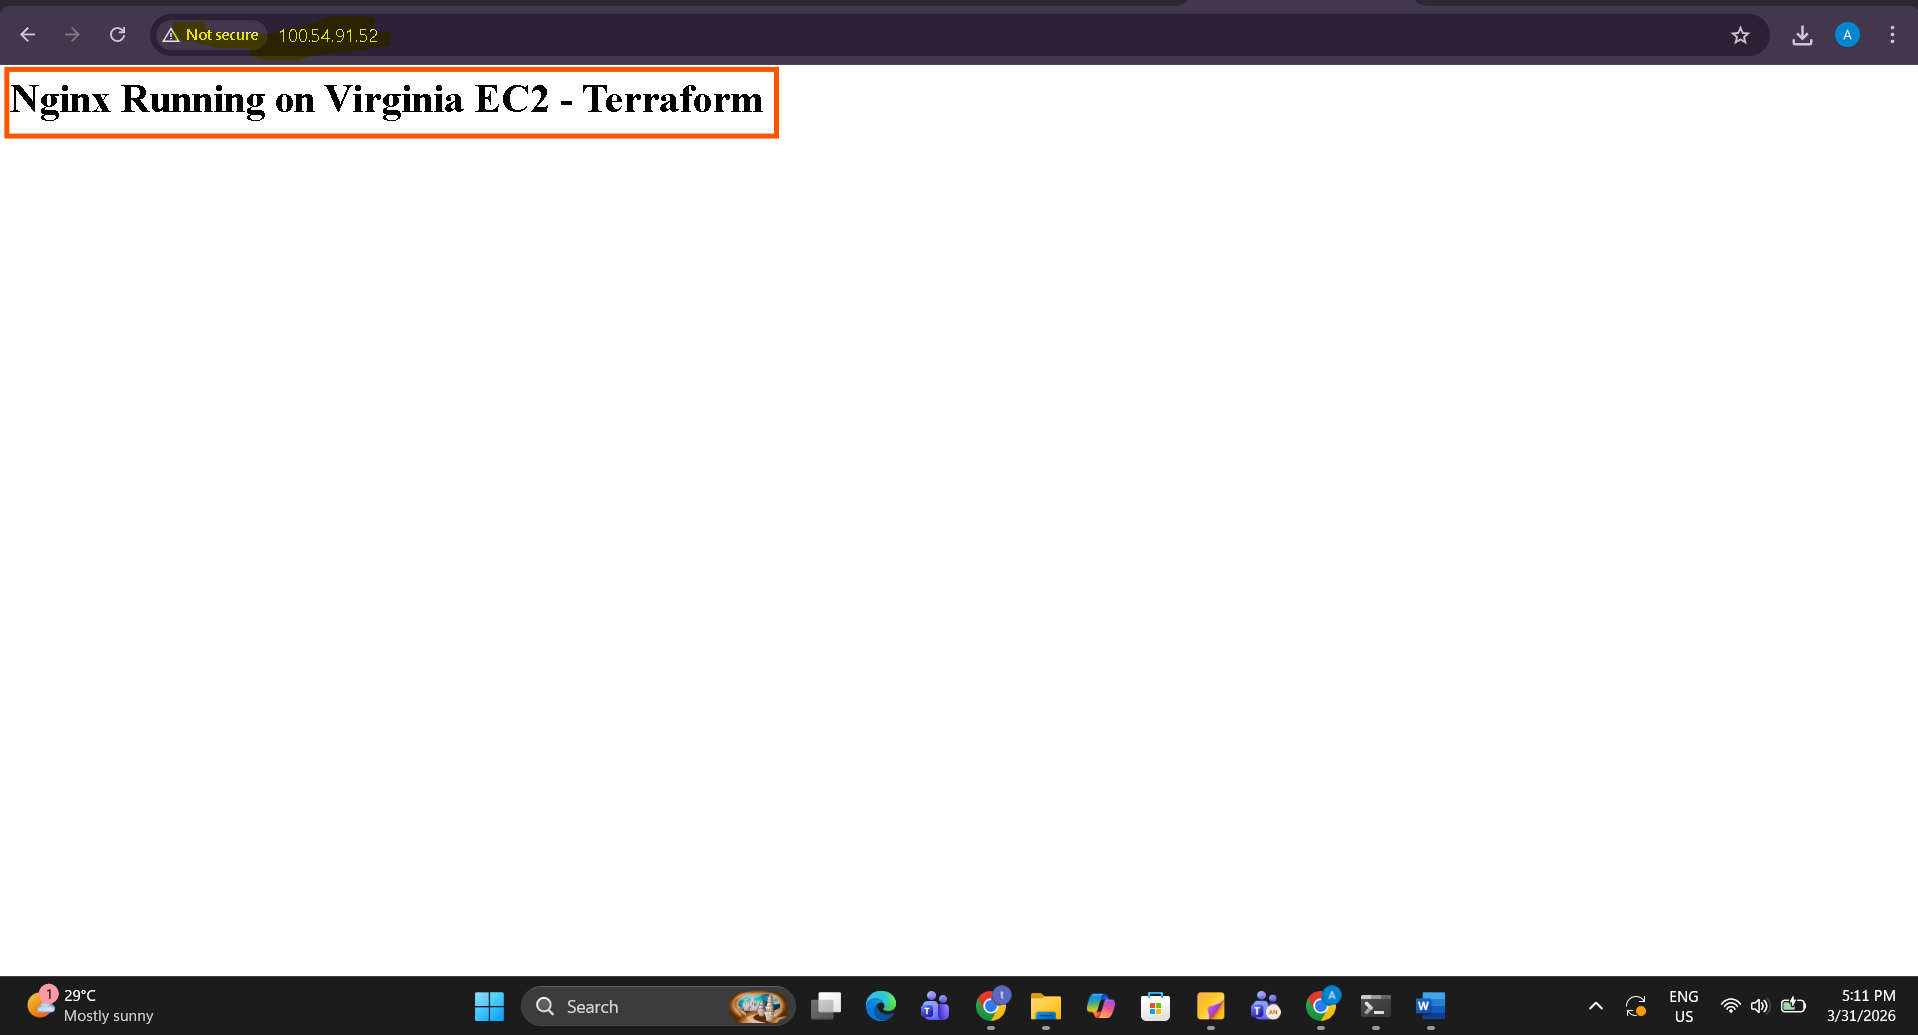 Not secure 100.54.91.52
A
Nginx Running on Virginia EC2 - Terraform
1
29°C
Mostly sunny
Search
ENG
US
5:11 PM
3/31/2026